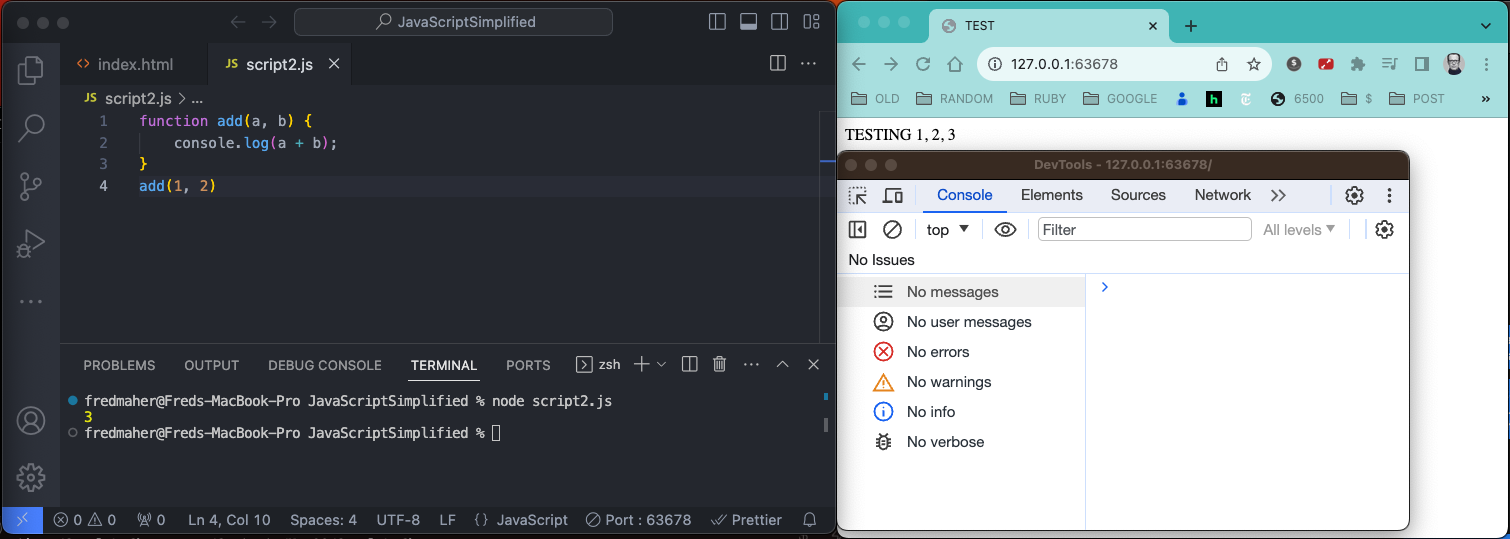 JavaScriptSimplified
index.html
JS script2.js
JS script2.js > ...
1 function add(a, b) {
2 console.log(a + b);
3 }
4 add(1, 2)
PROBLEMS OUTPUT DEBUG CONSOLE TERMINAL PORTS zsh
fredmaher@Freds-MacBook-Pro JavaScriptSimplified % node script2.js
3
fredmaher@Freds-MacBook-Pro JavaScriptSimplified %
0 0 0 Ln 4, Col 10 Spaces: 4 UTF-8 LF {} JavaScript Port : 63678 Prettier
TEST
127.0.0.1:63678
OLD RANDOM RUBY GOOGLE h 6500 $ POST »
TESTING 1, 2, 3
DevTools - 127.0.0.1:63678/
Console Elements Sources Network
top Filter All levels
No Issues
No messages
No user messages
No errors
No warnings
No info
No verbose